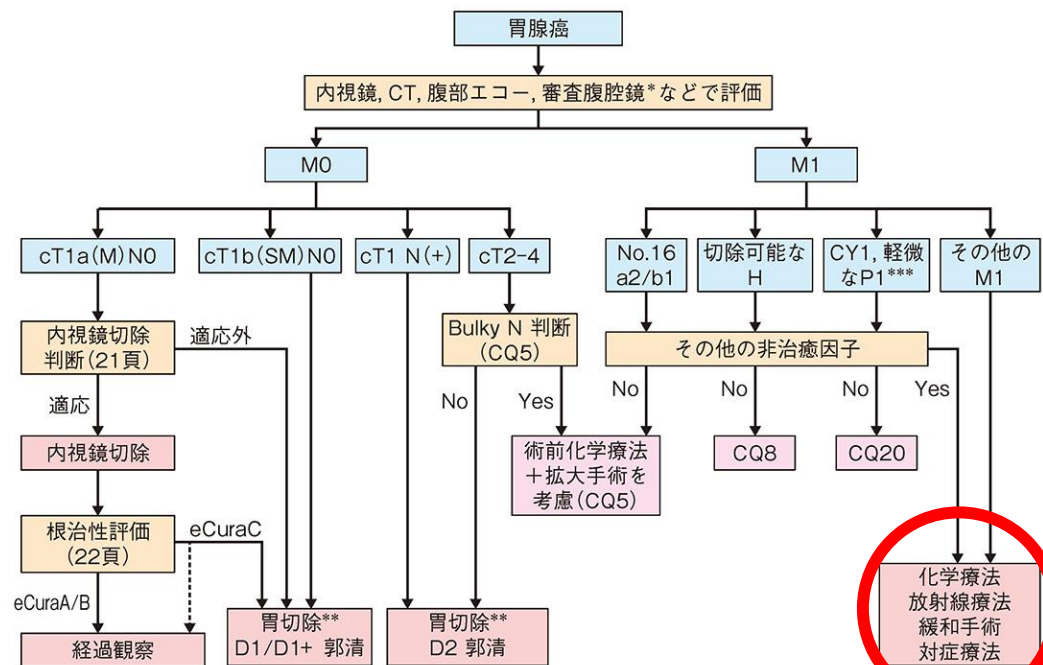 胃腺癌
内視鏡, CT, 腹部エコー, 審査腹腔鏡*などで評価
M0
M1
cT1a(M)N0
cT1b(SM)N0
cT1 N(+)
cT2-4
No.16
a2/b1
切除可能な
H
CY1, 軽微
なP1***
その他の
M1
内視鏡切除
判断(21頁)
適応外
Bulky N 判断
(CQ5)
その他の非治癒因子
適応
No
Yes
No
No
No
Yes
内視鏡切除
術前化学療法
＋拡大手術を
考慮(CQ5)
CQ8
CQ20
根治性評価
(22頁)
eCuraC
eCuraA/B
経過観察
胃切除**
D1/D1+ 郭清
胃切除**
D2 郭清
化学療法
放射線療法
緩和手術
対症療法